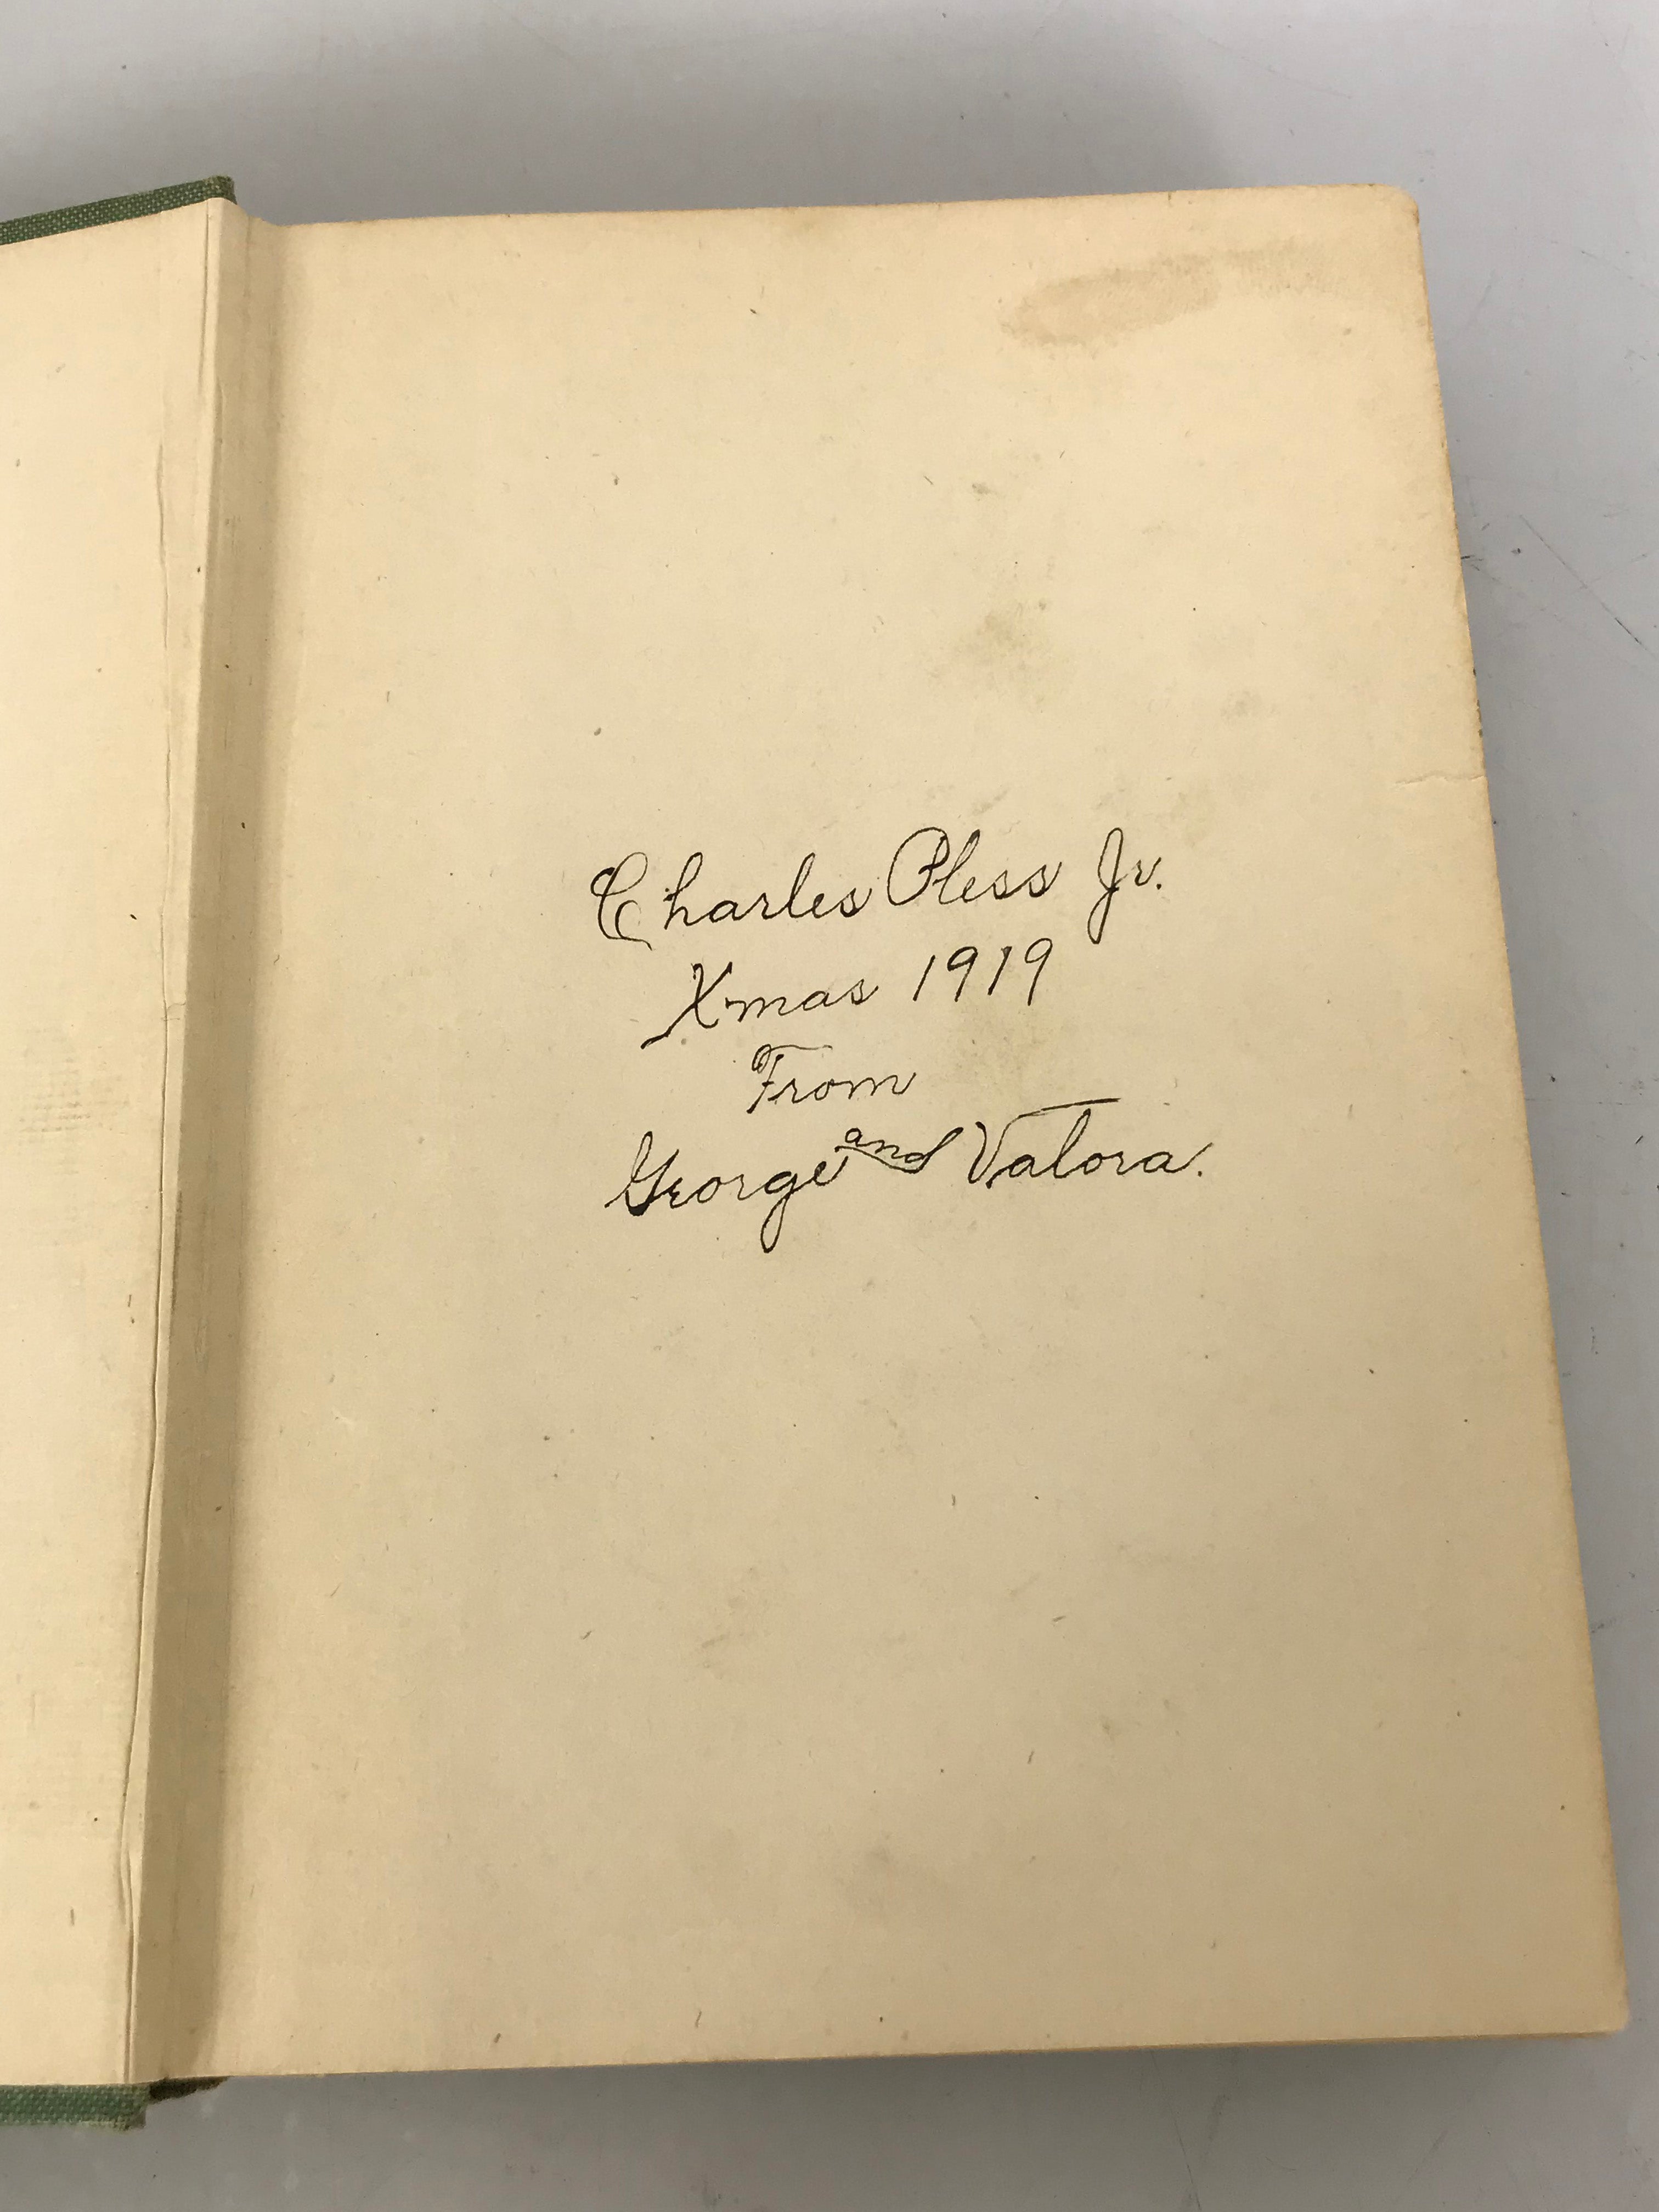 Charles Pless Jr.
Xmas 1919
From
George and Valora.